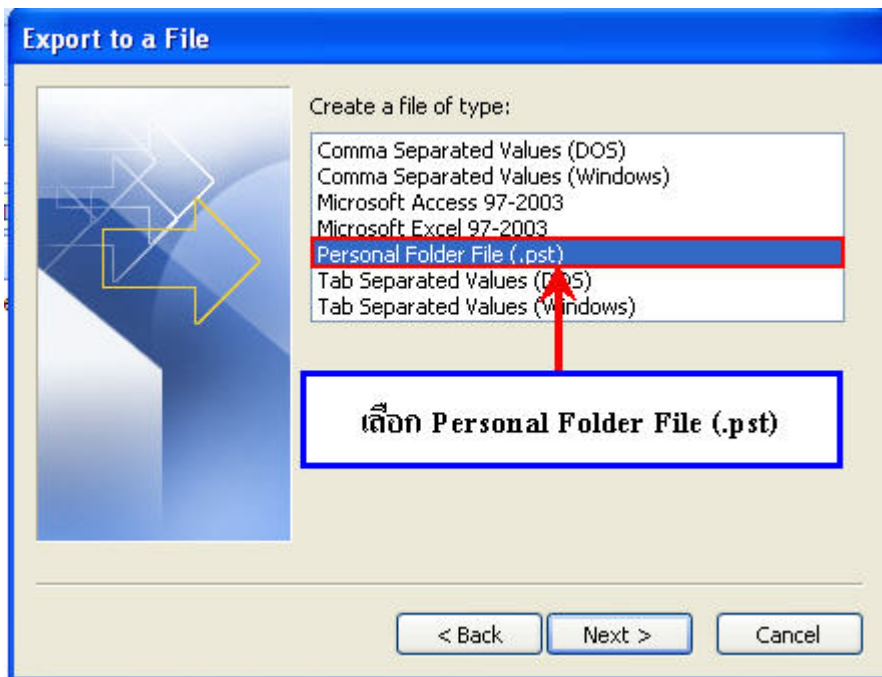 Export to a File
Create a file of type:
Comma Separated Values (DOS)
Comma Separated Values (Windows)
Microsoft Access 97-2003
Microsoft Excel 97-2003
Personal Folder File (.pst)
Tab Separated Values (DOS)
Tab Separated Values (Windows)
เลือก Personal Folder File (.pst)
< Back Next > Cancel